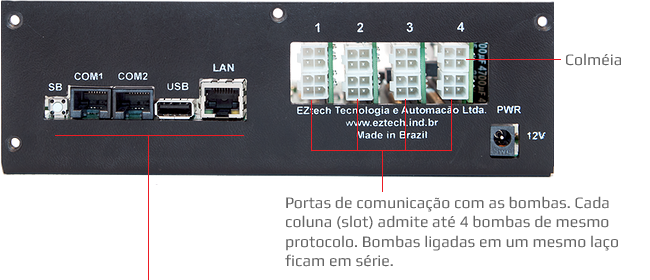 1 2 3 4
Colméia
LAN
COM1 COM2
SB
USB
EZtech Tecnologia e Automacão Ltda.
www.eztech.ind.br
Made in Brazil
PWR
12V
Portas de comunicação com as bombas. Cada
coluna (slot) admite até 4 bombas de mesmo
protocolo. Bombas ligadas em um mesmo laço
ficam em série.